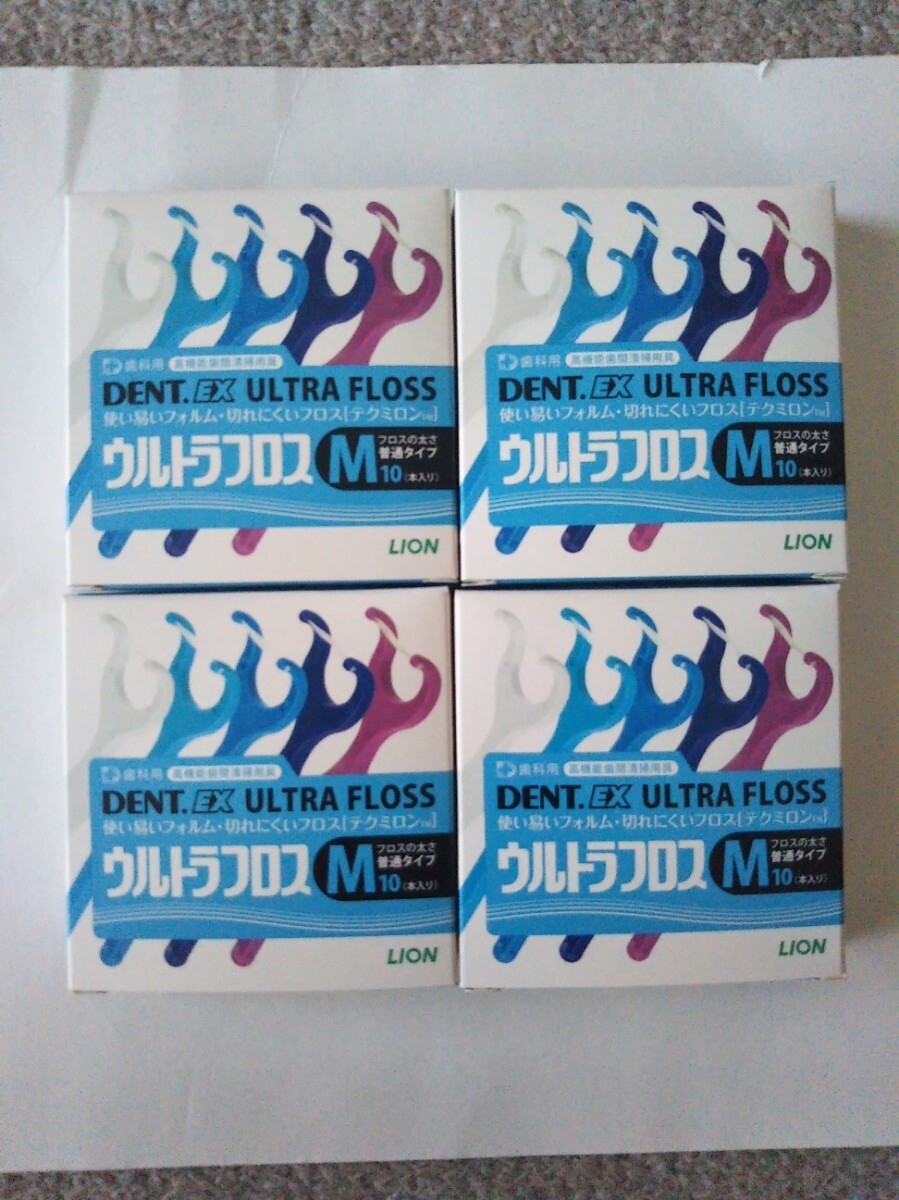 歯科用 高機能歯間清掃用具
DENT.EX ULTRA FLOSS
使い易いフォルム・切れにくいフロス[テクミロン™]
ウルトラフロス M フロスの太さ
普通タイプ
10(本入り)
LION
歯科用 高機能歯間清掃用具
DENT.EX ULTRA FLOSS
使い易いフォルム・切れにくいフロス[テクミロン™]
ウルトラフロス M フロスの太さ
普通タイプ
10(本入り)
LION
歯科用 高機能歯間清掃用具
DENT.EX ULTRA FLOSS
使い易いフォルム・切れにくいフロス[テクミロン™]
ウルトラフロス M フロスの太さ
普通タイプ
10(本入り)
LION
歯科用 高機能歯間清掃用具
DENT.EX ULTRA FLOSS
使い易いフォルム・切れにくいフロス[テクミロン™]
ウルトラフロス M フロスの太さ
普通タイプ
10(本入り)
LION